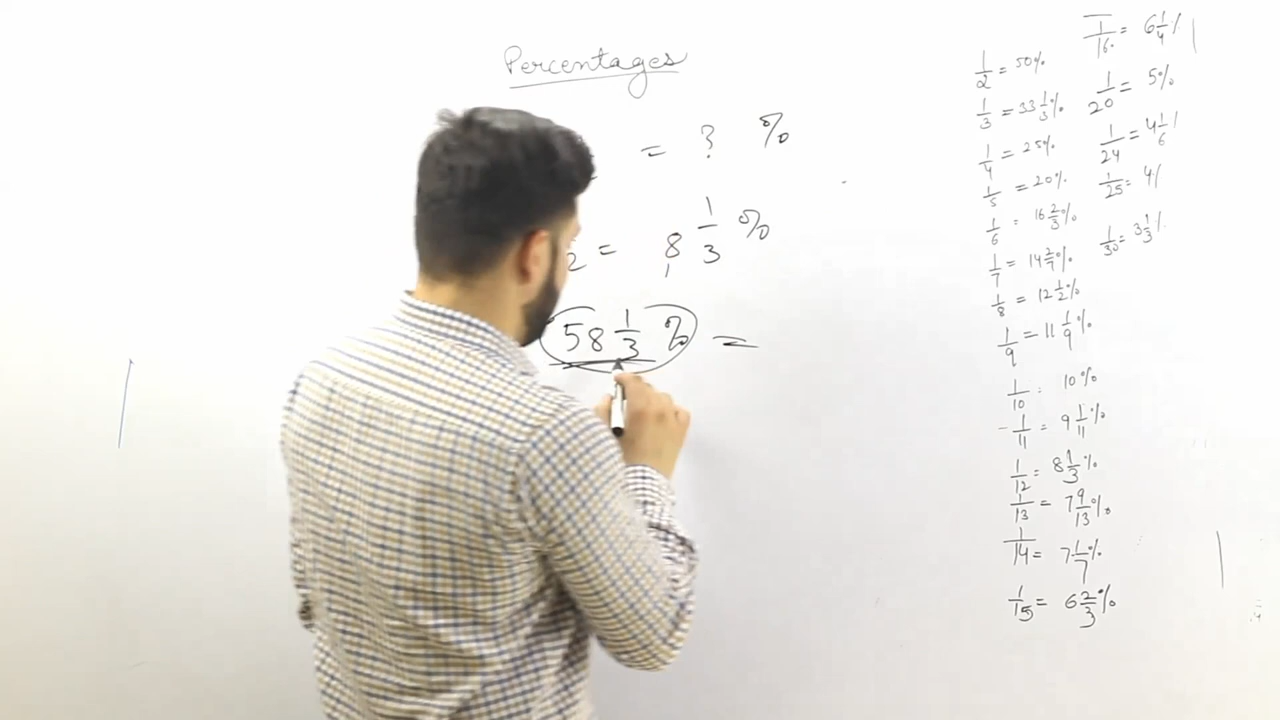 Percentages
= ? %
2 = 8 1/3 %
58 1/3 % =
1/2 = 50%
1/3 = 33 1/3 %
1/4 = 25%
1/5 = 20%
1/6 = 16 2/3 %
1/7 = 14 2/7 %
1/8 = 12 1/2 %
1/9 = 11 1/9 %
1/10 = 10%
1/11 = 9 1/11 %
1/12 = 8 1/3 %
1/13 = 7 9/13 %
1/14 = 7 1/7 %
1/15 = 6 2/3 %
1/16 = 6 1/4 %
1/20 = 5%
1/24 = 4 1/6
1/25 = 4
1/30 = 3 1/3 %